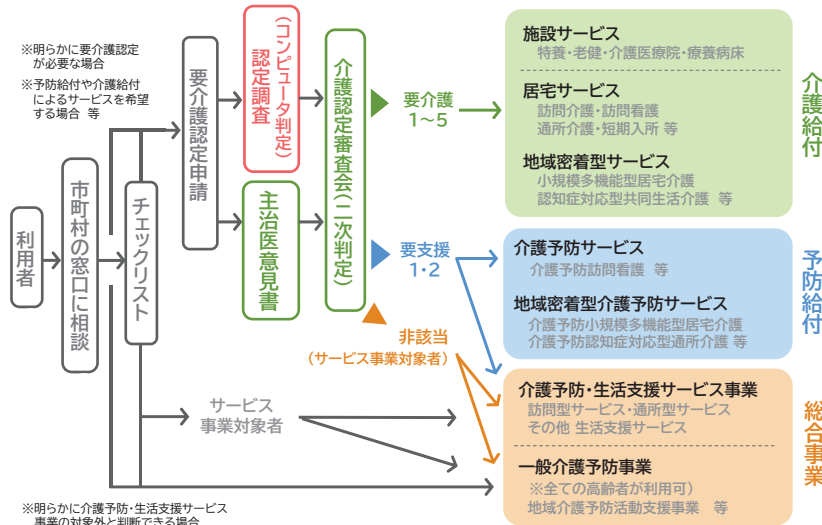 ※明らかに要介護認定
が必要な場合
※予防給付や介護給付
によるサービスを希望
する場合 等
利用者
市町村の窓口に相談
チェックリスト
要介護認定申請
認定調査
(コンピュータ判定)
主治医意見書
介護認定審査会(二次判定)
要介護
1~5
要支援
1・2
非該当
(サービス事業対象者)
サービス
事業対象者
※明らかに介護予防・生活支援サービス
事業の対象外と判断できる場合
施設サービス
特養・老健・介護医療院・療養病床
居宅サービス
訪問介護・訪問看護
通所介護・短期入所 等
地域密着型サービス
小規模多機能型居宅介護
認知症対応型共同生活介護 等
介護給付
介護予防サービス
介護予防訪問看護 等
地域密着型介護予防サービス
介護予防小規模多機能型居宅介護
介護予防認知症対応型通所介護 等
予防給付
介護予防・生活支援サービス事業
訪問型サービス・通所型サービス
その他 生活支援サービス
一般介護予防事業
※全ての高齢者が利用可)
地域介護予防活動支援事業 等
総合事業